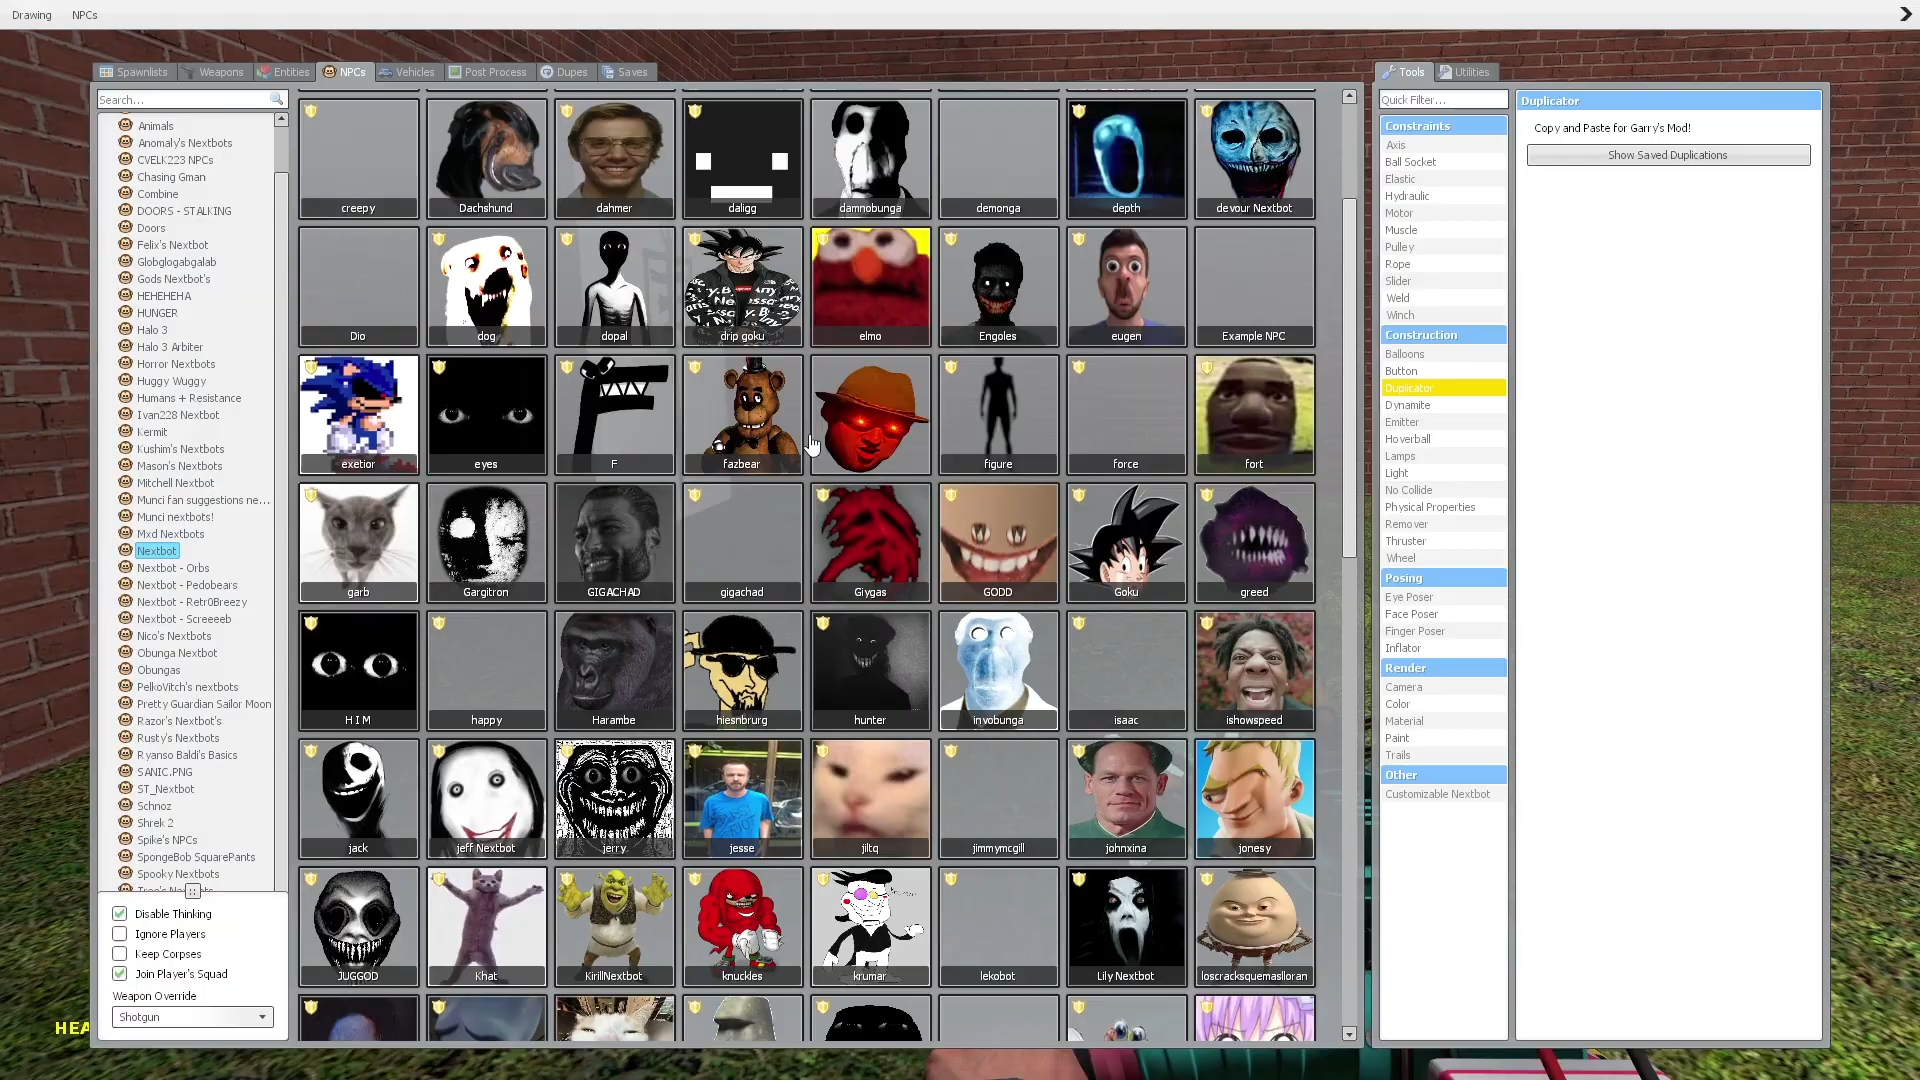 Drawing NPCs
Spawnlists Weapons Entities NPCs Vehicles Post Process Dupes Saves
Search...
Animals
Anomaly's Nextbots
CVELK223 NPCs
Chasing Gman
Combine
DOORS - STALKING
Doors
Felix's Nextbot
Globglogabgalab
Gods Nextbot's
HEHEHEHA
HUNGER
Halo 3
Halo 3 Arbiter
Horror Nextbots
Huggy Wuggy
Humans + Resistance
Ivan228 Nextbot
Kermit
Kushim's Nextbots
Mason's Nextbots
Mitchell Nextbot
Munci fan suggestions ne...
Munci nextbots!
Mxd Nextbots
Nextbot
Nextbot - Orbs
Nextbot - Pedobears
Nextbot - Retr0Breezy
Nextbot - Screeeeb
Nico's Nextbots
Obunga Nextbot
Obungas
PelkoVitch's nextbots
Pretty Guardian Sailor Moon
Razor's Nextbot's
Rusty's Nextbots
Ryanso Baldi's Basics
SANIC.PNG
ST_Nextbot
Schnoz
Shrek 2
Spike's NPCs
SpongeBob SquarePants
Spooky Nextbots
Disable Thinking
Ignore Players
Keep Corpses
Join Player's Squad
Weapon Override
Shotgun
HEA
creepy Dachshund dahmer daligg damnobunga demonga depth devour Nextbot
Dio dog dopal drip goku elmo Engoles eugen Example NPC
exetior eyes F fazbear figure force fort
garb Gargitron GIGACHAD gigachad Giygas GODD Goku greed
H I M happy Harambe hiesnbrurg hunter invobunga isaac ishowspeed
jack jeff Nextbot jerry jesse jiltq jimmymcgill johnxina jonesy
JUGGOD Khat KirillNextbot knuckles krumar lekobot Lily Nextbot loscracksquemaslloran
Tools Utilities
Quick Filter...
Constraints
Axis
Ball Socket
Elastic
Hydraulic
Motor
Muscle
Pulley
Rope
Slider
Weld
Winch
Construction
Balloons
Button
Duplicator
Dynamite
Emitter
Hoverball
Lamps
Light
No Collide
Physical Properties
Remover
Thruster
Wheel
Posing
Eye Poser
Face Poser
Finger Poser
Inflator
Render
Camera
Color
Material
Paint
Trails
Other
Customizable Nextbot
Duplicator
Copy and Paste for Garry's Mod!
Show Saved Duplications